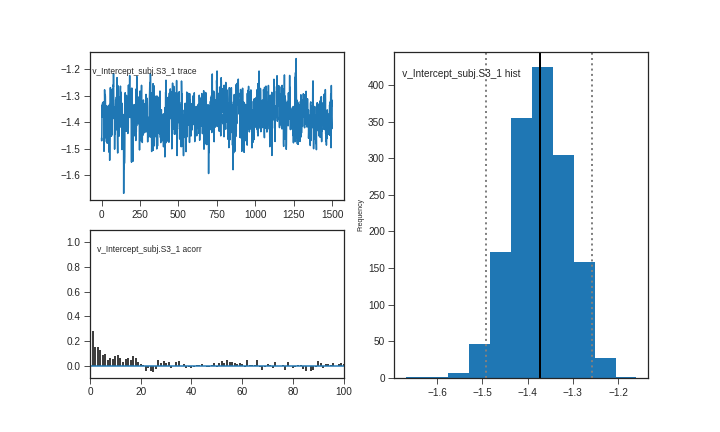 v_Intercept_subj.S3_1 trace
−1.2
−1.3
−1.4
−1.5
−1.6
0 250 500 750 1000 1250 1500
v_Intercept_subj.S3_1 acorr
1.0
0.8
0.6
0.4
0.2
0.0
0 20 40 60 80 100
v_Intercept_subj.S3_1 hist
Frequency
400
350
300
250
200
150
100
50
0
−1.6 −1.5 −1.4 −1.3 −1.2